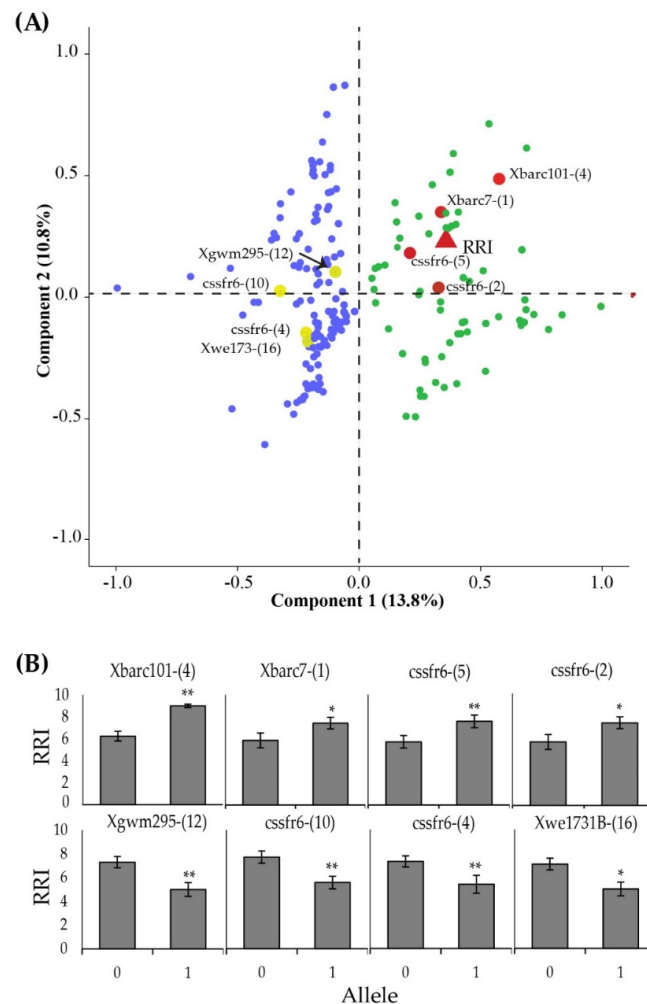 (A)
1.0
0.5
0.0
-0.5
-1.0
Component 2 (10.8%)
Xbarc101-(4)
Xbarc7-(1)
RRI
Xgwm295-(12)
cssfr6-(5)
cssfr6-(10)
cssfr6-(2)
cssfr6-(4)
Xwe173-(16)
-1.0 -0.5 0.0 0.5 1.0
Component 1 (13.8%)
(B)
Xbarc101-(4) Xbarc7-(1) cssfr6-(5) cssfr6-(2)
10
8
6
4
2
0
RRI
** * ** *
Xgwm295-(12) cssfr6-(10) cssfr6-(4) Xwe1731B-(16)
10
8
6
4
2
0
RRI
** ** ** *
0 1 0 1 0 1 0 1
Allele